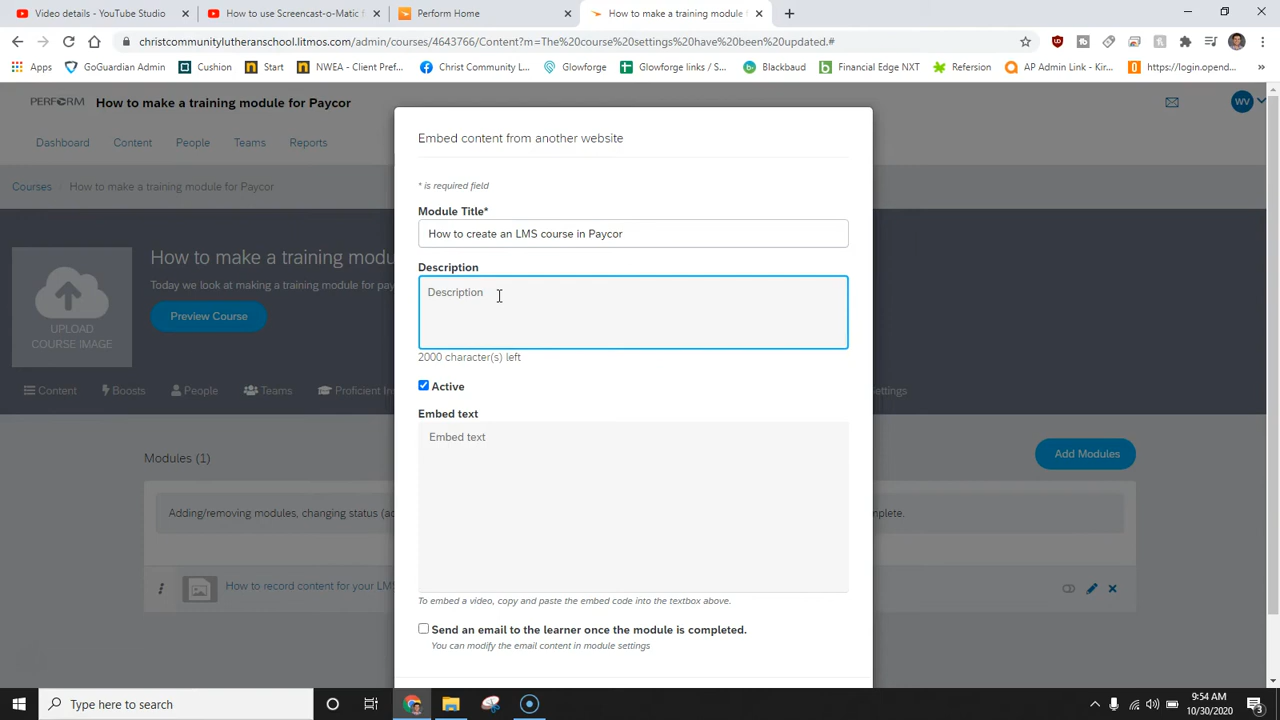 Video details - YouTube Studio
How to use Screencast-o-Matic f
Perform Home
How to make a training module
christcommunitylutheranschool.litmos.com/admin/courses/4643766/Content?m=The%20course%20settings%20have%20been%20updated.#
Apps
GoGuardian Admin
Cushion
Start
NWEA - Client Pref...
Christ Community L...
Glowforge
Glowforge links / S...
Blackbaud
Financial Edge NXT
Refersion
AP Admin Link - Kir...
https://login.opend...
PERFORM How to make a training module for Paycor
WV
Dashboard Content People Teams Reports
Courses / How to make a training module for Paycor
How to make a training modu
Today we look at making a training module for pay
Preview Course
UPLOAD
COURSE IMAGE
Content Boosts People Teams Proficient In
ettings
Modules (1)
Add Modules
Adding/removing modules, changing status (ac
plete.
How to record content for your LMS
Embed content from another website
* is required field
Module Title*
How to create an LMS course in Paycor
Description
Description
2000 character(s) left
Active
Embed text
Embed text
To embed a video, copy and paste the embed code into the textbox above.
Send an email to the learner once the module is completed.
You can modify the email content in module settings
Type here to search
9:54 AM
10/30/2020